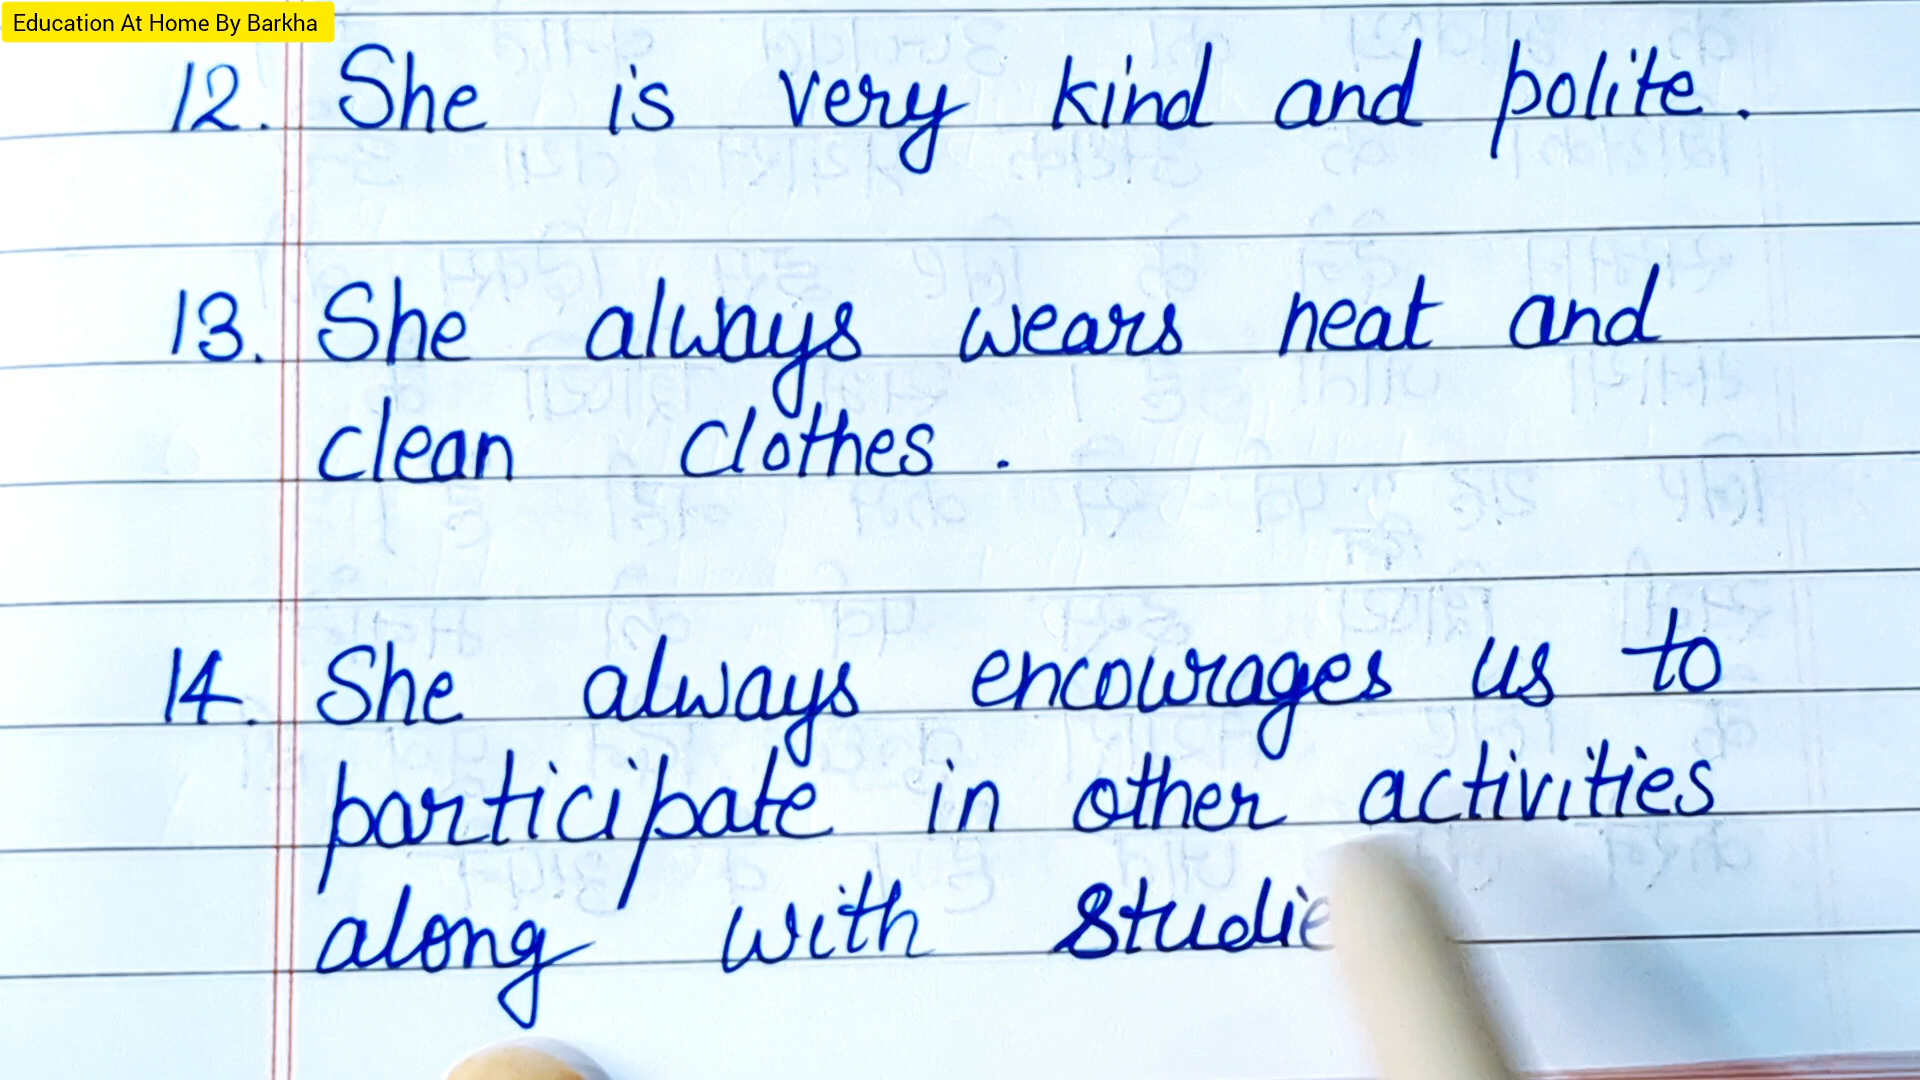 Education At Home By Barkha
12. She is very kind and polite.
13. She always wears neat and
clean clothes.
14. She always encourages us to
participate in other activities
along with Studie